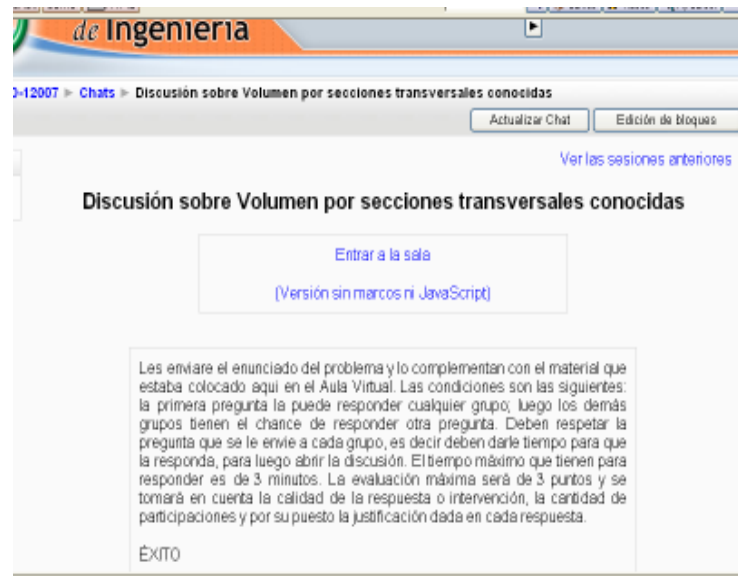 de Ingeniería
0-12007 ► Chats ► Discusión sobre Volumen por secciones transversales conocidas
Actualizar Chat Edición de bloques
Ver las sesiones anteriores
Discusión sobre Volumen por secciones transversales conocidas
Entrar a la sala
(Versión sin marcos ni JavaScript)
Les enviare el enunciado del problema y lo complementan con el material que
estaba colocado aqui en el Aula Virtual. Las condiciones son las siguientes:
la primera pregunta la puede responder cualquier grupo; luego los demás
grupos tienen el chance de responder otra pregunta. Deben respetar la
pregunta que se le envie a cada grupo, es decir deben darle tiempo para que
la responda, para luego abrir la discusión. El tiempo máximo que tienen para
responder es de 3 minutos. La evaluación máxima será de 3 puntos y se
tomará en cuenta la calidad de la respuesta o intervención, la cantidad de
participaciones y por su puesto la justificación dada en cada respuesta.
ÉXITO